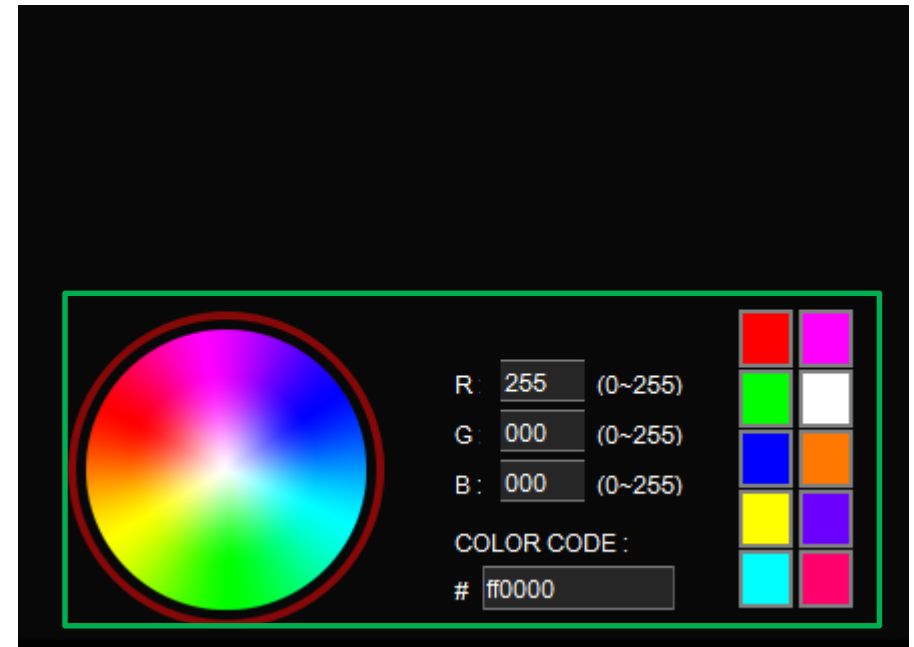 R : 255 (0~255)
G : 000 (0~255)
B : 000 (0~255)
COLOR CODE :
# ff0000